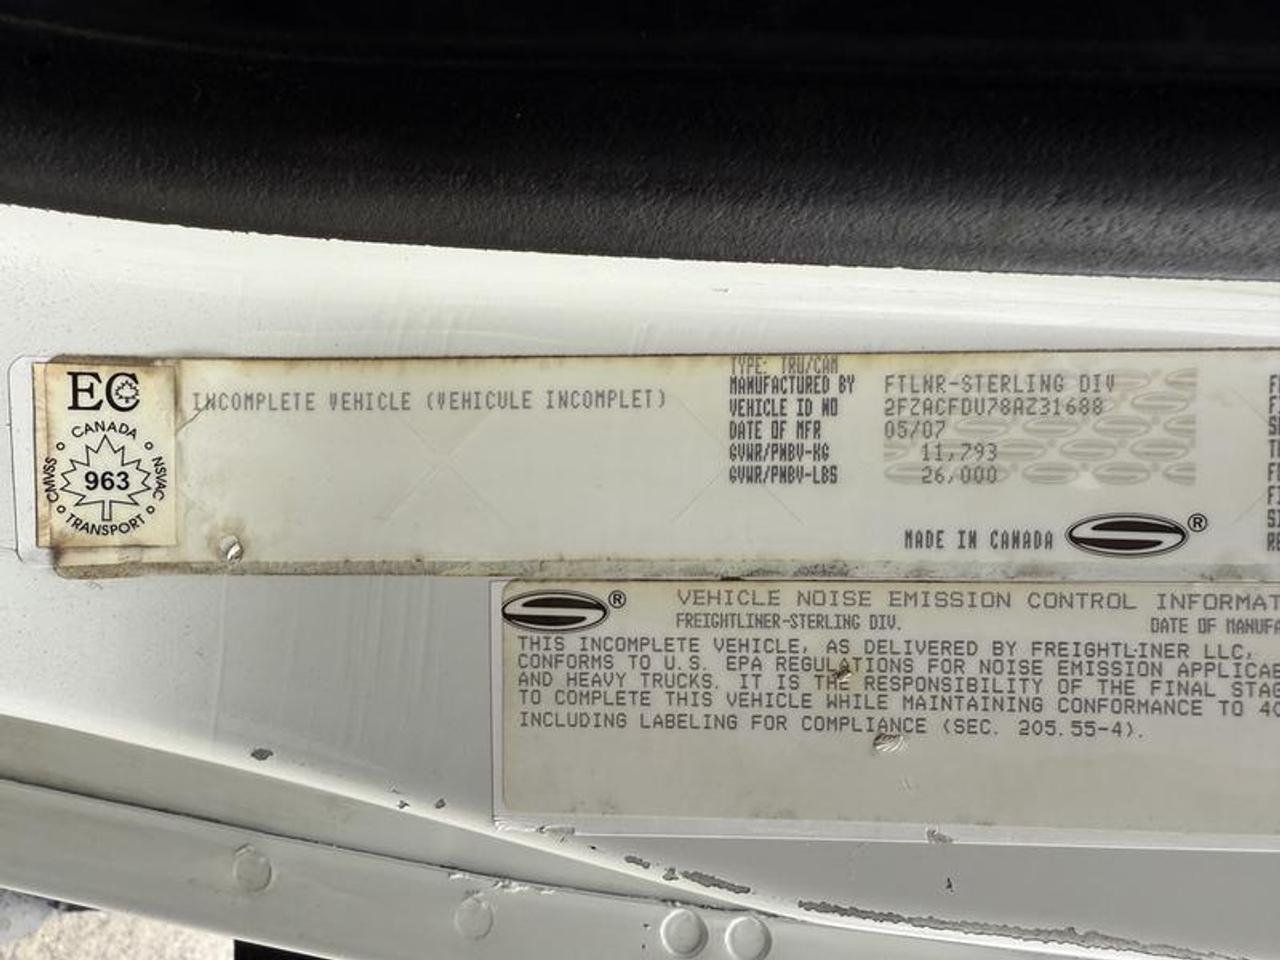 EC
CANADA
CMVSS
963
NSVAC
TRANSPORT
INCOMPLETE VEHICLE (VEHICULE INCOMPLET)
TYPE: TRU/CAM
MANUFACTURED BY FTLNR-STERLING DIV
VEHICLE ID NO 2FZACFDU78AZ31688
DATE OF MFR 05/07
GVWR/PNBV-KG 11,793
GVWR/PNBV-LBS 26,000
MADE IN CANADA S®
S® VEHICLE NOISE EMISSION CONTROL INFORMAT
FREIGHTLINER-STERLING DIV. DATE OF MANUFA
THIS INCOMPLETE VEHICLE, AS DELIVERED BY FREIGHTLINER LLC,
CONFORMS TO U.S. EPA REGULATIONS FOR NOISE EMISSION APPLICAB
AND HEAVY TRUCKS. IT IS THE RESPONSIBILITY OF THE FINAL STAG
TO COMPLETE THIS VEHICLE WHILE MAINTAINING CONFORMANCE TO 40
INCLUDING LABELING FOR COMPLIANCE (SEC. 205.55-4).